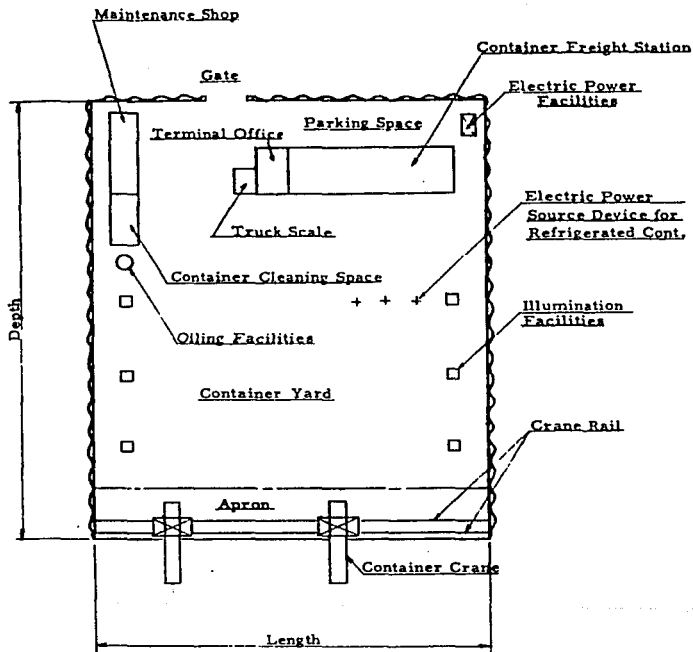 Maintenance Shop
Container Freight Station
Gate
Electric Power
Facilities
Parking Space
Terminal Office
Electric Power
Source Device for
Refrigerated Cont.
Truck Scale
Container Cleaning Space
Illumination
Facilities
Oiling Facilities
Depth
Container Yard
Crane Rail
Apron
Container Crane
Length